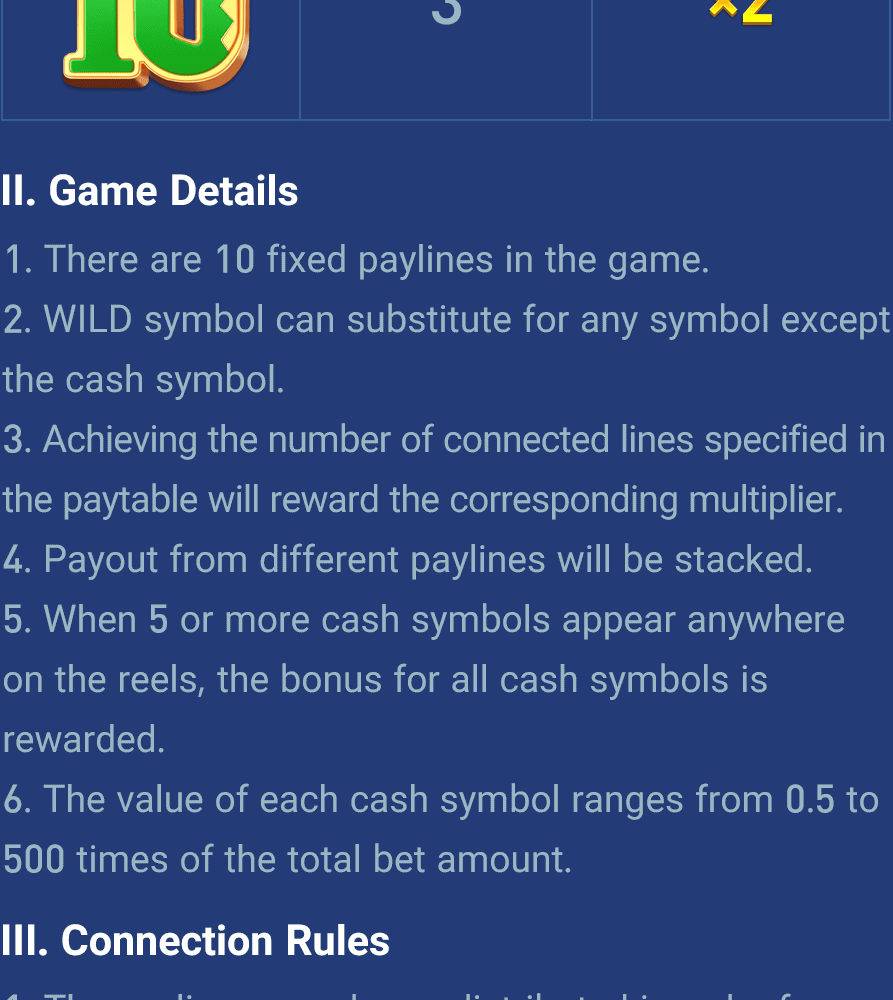 10 3 ×2
II. Game Details
1. There are 10 fixed paylines in the game.
2. WILD symbol can substitute for any symbol except
the cash symbol.
3. Achieving the number of connected lines specified in
the paytable will reward the corresponding multiplier.
4. Payout from different paylines will be stacked.
5. When 5 or more cash symbols appear anywhere
on the reels, the bonus for all cash symbols is
rewarded.
6. The value of each cash symbol ranges from 0.5 to
500 times of the total bet amount.
III. Connection Rules